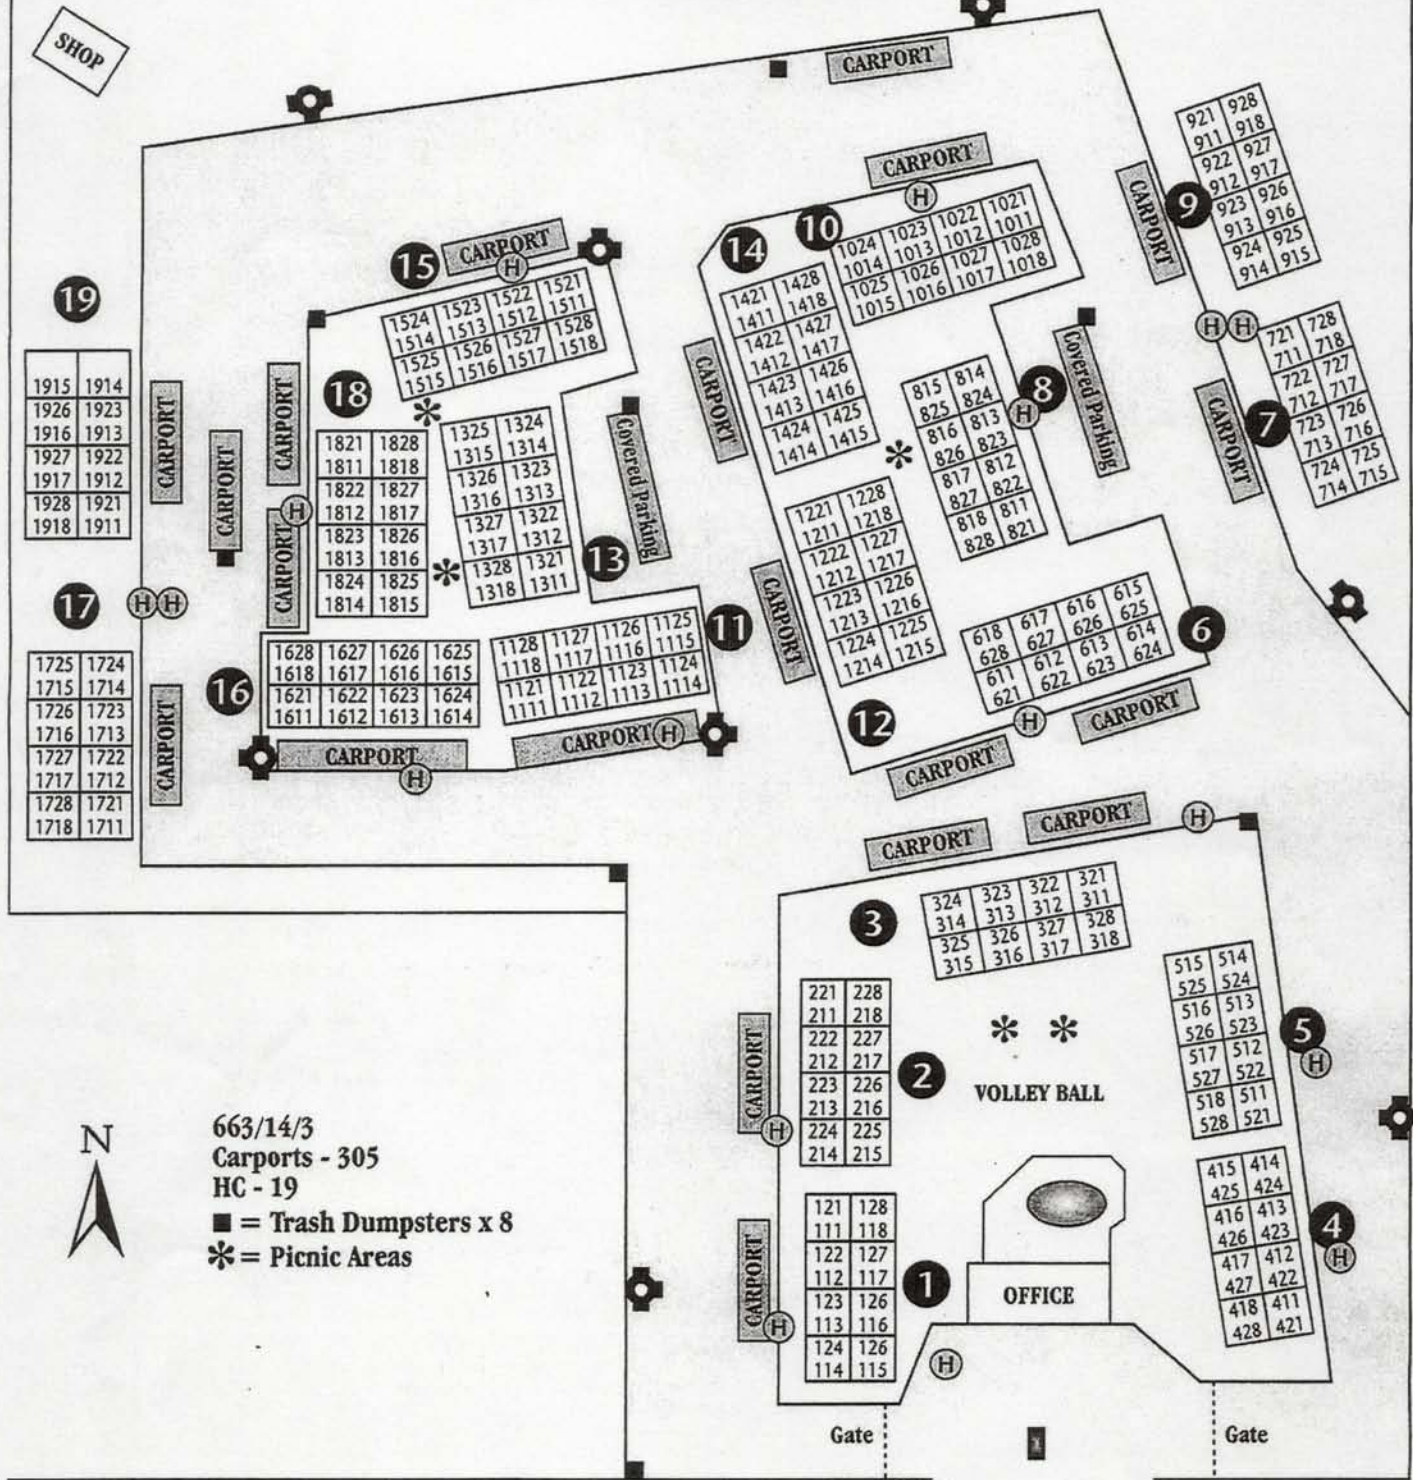 SHOP
CARPORT
CARPORT
H
921 928
911 918
922 927
912 917
923 926
913 916
924 925
914 915
9
CARPORT
10
1024 1023 1022 1021
1014 1013 1012 1011
1025 1026 1027 1028
1015 1016 1017 1018
14
1421 1428
1411 1418
1422 1427
1412 1417
1423 1426
1413 1416
1424 1425
1414 1415
CARPORT
15
CARPORT
H
1524 1523 1522 1521
1514 1513 1512 1511
1525 1526 1527 1528
1515 1516 1517 1518
19
1915 1914
1926 1923
1916 1913
1927 1922
1917 1912
1928 1921
1918 1911
CARPORT
CARPORT
CARPORT
H
CARPORT
18
1821 1828
1811 1818
1822 1827
1812 1817
1823 1826
1813 1816
1824 1825
1814 1815
1325 1324
1315 1314
1326 1323
1316 1313
1327 1322
1317 1312
1328 1321
1318 1311
13
Covered Parking
815 814
825 824
816 813
826 823
817 812
827 822
818 811
828 821
8
H
Covered Parking
H H
721 728
711 718
722 727
712 717
723 726
713 716
724 725
714 715
7
CARPORT
17
H H
1725 1724
1715 1714
1726 1723
1716 1713
1727 1722
1717 1712
1728 1721
1718 1711
CARPORT
16
1628 1627 1626 1625
1618 1617 1616 1615
1621 1622 1623 1624
1611 1612 1613 1614
CARPORT
H
1128 1127 1126 1125
1118 1117 1116 1115
1121 1122 1123 1124
1111 1112 1113 1114
11
CARPORT H
CARPORT
1221 1228
1211 1218
1222 1227
1212 1217
1223 1226
1213 1216
1224 1225
1214 1215
12
618 617 616 615
628 627 626 625
611 612 613 614
621 622 623 624
6
H
CARPORT
CARPORT
CARPORT
CARPORT
H
3
324 323 322 321
314 313 312 311
325 326 327 328
315 316 317 318
221 228
211 218
222 227
212 217
223 226
213 216
224 225
214 215
2
CARPORT
H
VOLLEY BALL
515 514
525 524
516 513
526 523
517 512
527 522
518 511
528 521
5
H
121 128
111 118
122 127
112 117
123 126
113 116
124 126
114 115
1
CARPORT
H
OFFICE
H
415 414
425 424
416 413
426 423
417 412
427 422
418 411
428 421
4
H
N
663/14/3
Carports - 305
HC - 19
■ = Trash Dumpsters x 8
✻ = Picnic Areas
Gate
Gate